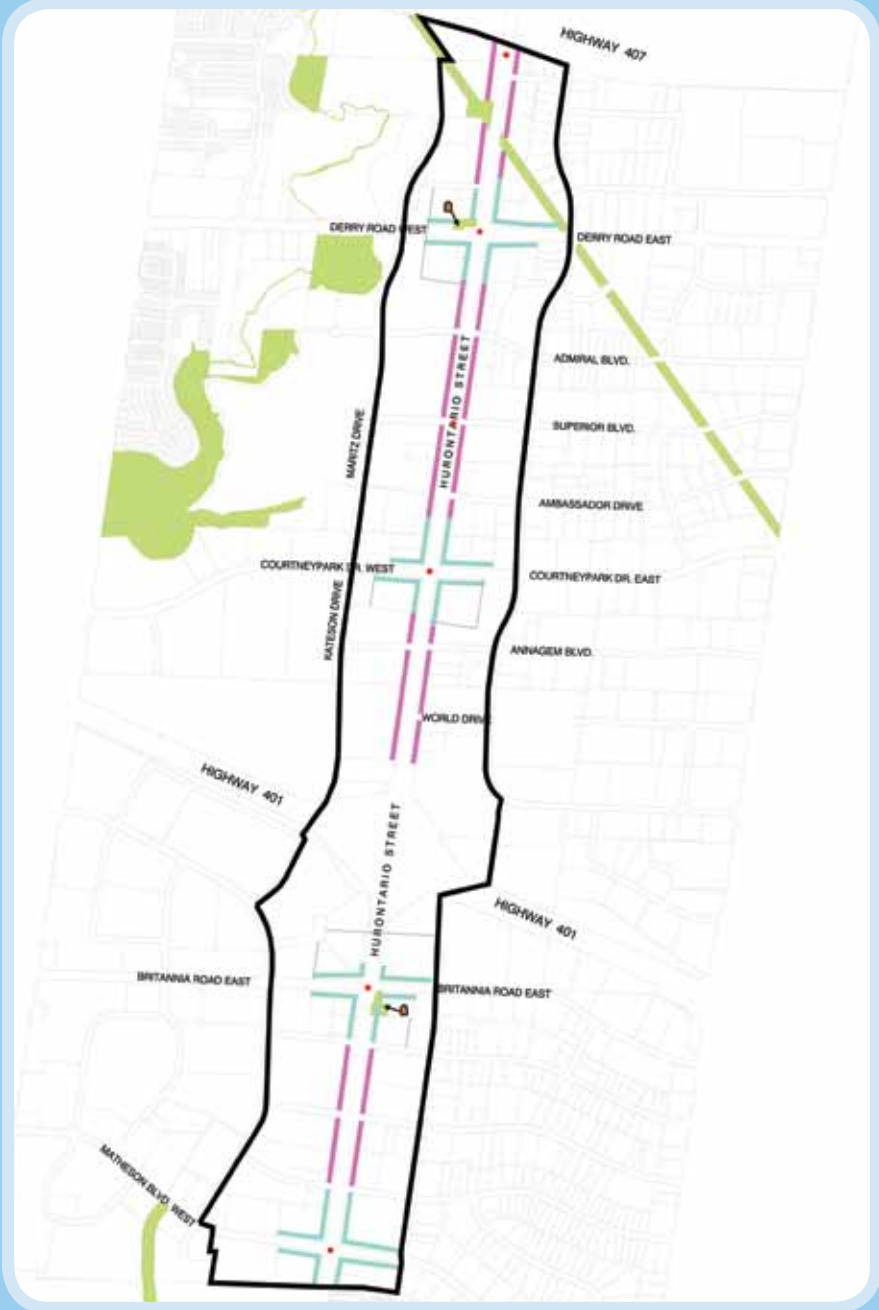 HIGHWAY 407
DERRY ROAD WEST
DERRY ROAD EAST
ADMIRAL BLVD.
HURONTARIO STREET
MARITZ DRIVE
SUPERIOR BLVD.
AMBASSADOR DRIVE
COURTNEYPARK DR. WEST
COURTNEYPARK DR. EAST
KATESON DRIVE
ANNAGEM BLVD.
WORLD DRIVE
HIGHWAY 401
HURONTARIO STREET
HIGHWAY 401
BRITANNIA ROAD EAST
BRITANNIA ROAD EAST
MATHESON BLVD. WEST